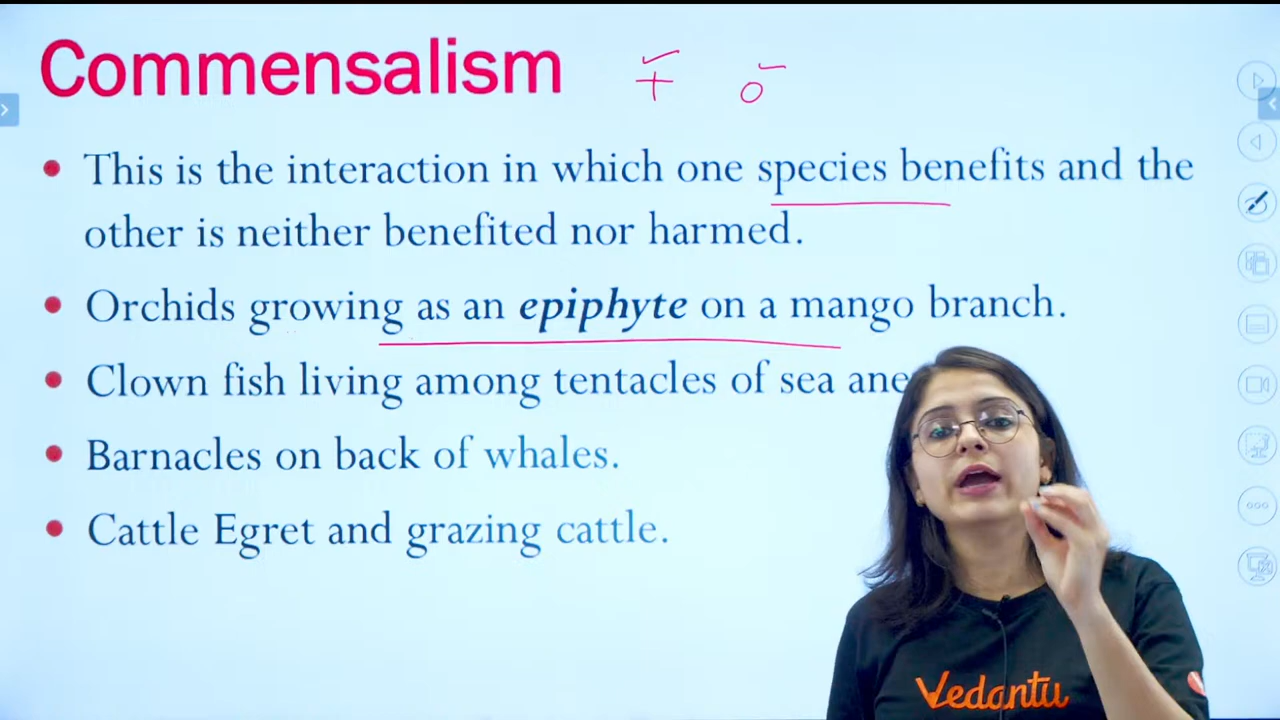 Commensalism + o
• This is the interaction in which one species benefits and the
other is neither benefited nor harmed.
• Orchids growing as an epiphyte on a mango branch.
• Clown fish living among tentacles of sea ane
• Barnacles on back of whales.
• Cattle Egret and grazing cattle.
Vedantu